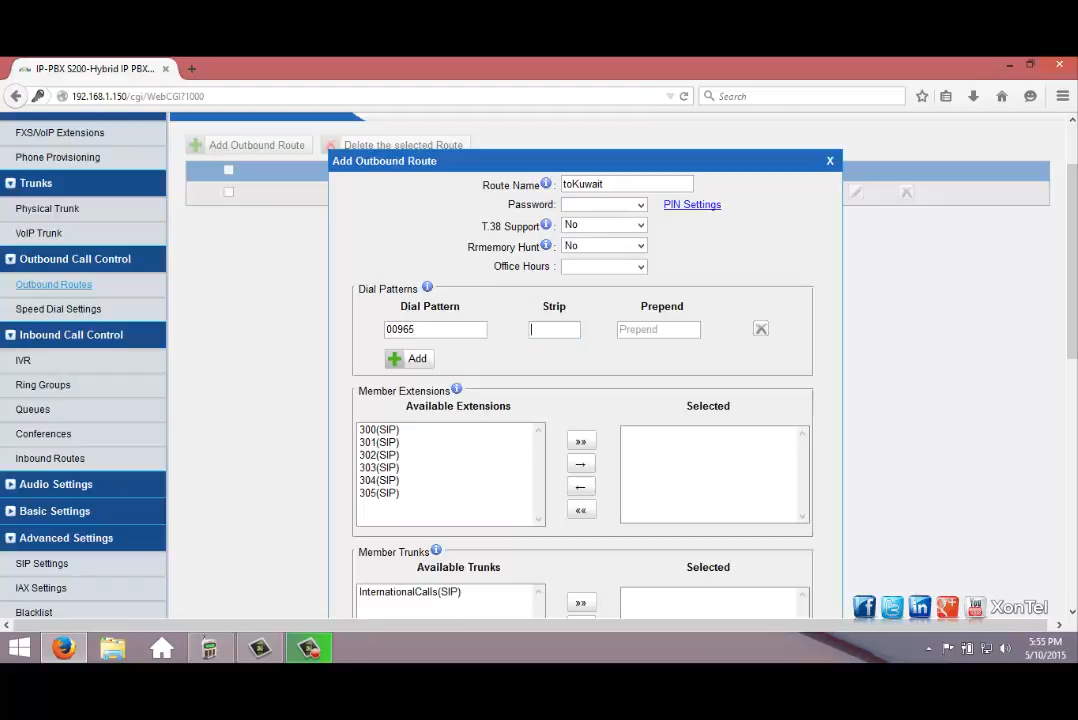 IP-PBX S200-Hybrid IP PBX...
192.168.1.150/cgi/WebCGI?1000
Search
FXS/VoIP Extensions
Phone Provisioning
Trunks
Physical Trunk
VoIP Trunk
Outbound Call Control
Outbound Routes
Speed Dial Settings
Inbound Call Control
IVR
Ring Groups
Queues
Conferences
Inbound Routes
Audio Settings
Basic Settings
Advanced Settings
SIP Settings
IAX Settings
Blacklist
Add Outbound Route
Delete the selected Route
Add Outbound Route X
Route Name : toKuwait
Password: PIN Settings
T.38 Support : No
Rrmemory Hunt : No
Office Hours :
Dial Patterns
Dial Pattern Strip Prepend
00965 Prepend
Add
Member Extensions
Available Extensions Selected
300(SIP)
301(SIP)
302(SIP)
303(SIP)
304(SIP)
305(SIP)
Member Trunks
Available Trunks Selected
InternationalCalls(SIP)
XonTel
5:55 PM
5/10/2015